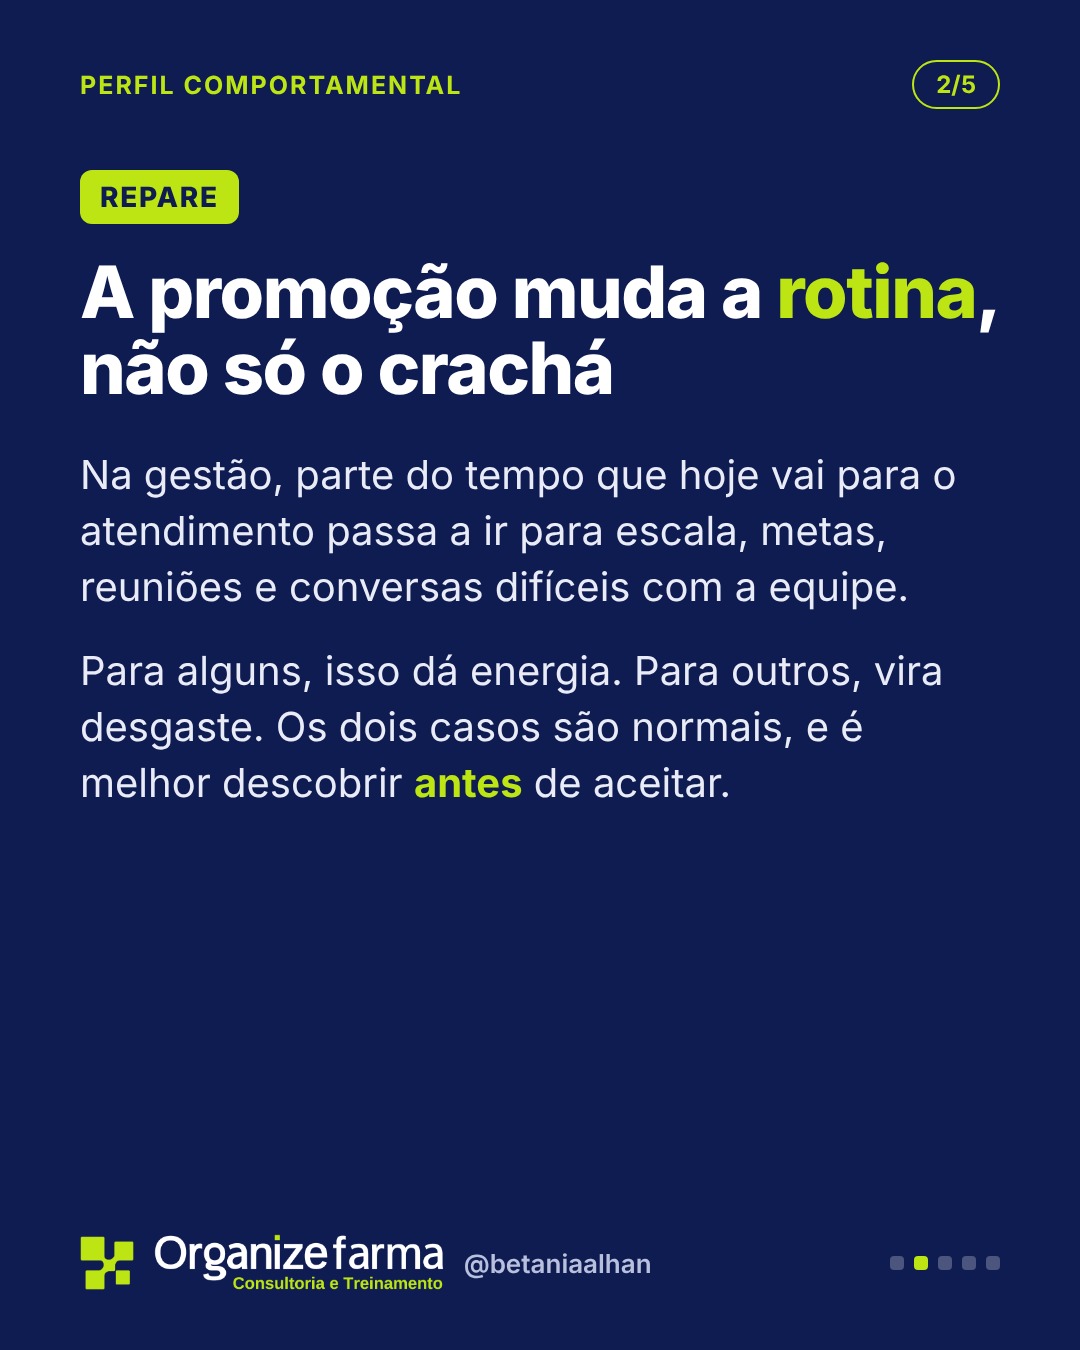 PERFIL COMPORTAMENTAL
2/5
REPARE
A promoção muda a rotina,
não só o crachá
Na gestão, parte do tempo que hoje vai para o
atendimento passa a ir para escala, metas,
reuniões e conversas difíceis com a equipe.
Para alguns, isso dá energia. Para outros, vira
desgaste. Os dois casos são normais, e é
melhor descobrir antes de aceitar.
Organizefarma
Consultoria e Treinamento
@betaniaalhan